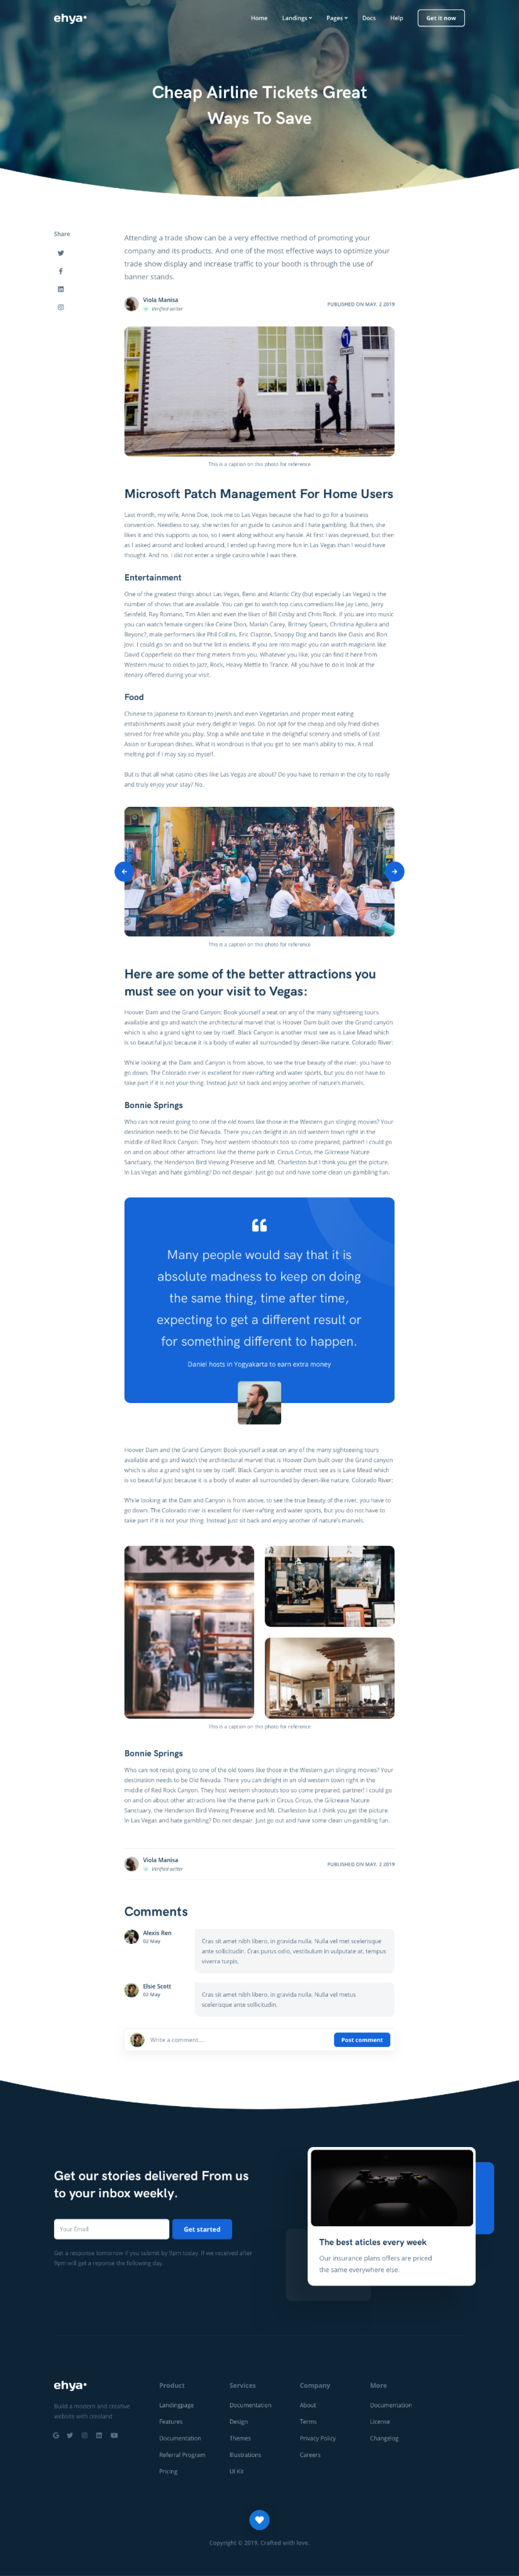 ehya
Home Landings Pages Docs Help Get it now
Cheap Airline Tickets Great
Ways To Save
Share
Attending a trade show can be a very effective method of promoting your
company and its products. And one of the most effective ways to optimize your
trade show display and increase traffic to your booth is through the use of
banner stands.
Viola Manisa
Verified writer
PUBLISHED ON MAY, 2 2019
This is a caption on this photo for reference
Microsoft Patch Management For Home Users
Last month, my wife, Anne Doe, took me to Las Vegas because she had to go for a business
convention. Needless to say, she writes for an guide to casinos and I hate gambling. But then, she
likes it and this supports us too, so I went along without any hassle. At first I was depressed, but then
as I asked around and looked around, I ended up having more fun in Las Vegas than I would have
thought. And no. I did not enter a single casino while I was there.
Entertainment
One of the greatest things about Las Vegas, Reno and Atlantic City (but especially Las Vegas) is the
number of shows that are available. You can get to watch top class comedians like Jay Leno, Jerry
Seinfeld, Ray Romano, Tim Allen and even the likes of Bill Cosby and Chris Rock. If you are into music
you can watch female singers like Celine Dion, Mariah Carey, Britney Spears, Christina Aguilera and
Beyonc?, male performers like Phil Collins, Eric Clapton, Snoopy Dog and bands like Oasis and Bon
Jovi. I could go on and on but the list is endless. If you are into magic you can watch magicians like
David Copperfield do their thing meters from you. Whatever you like, you can find it here from
Western music to oldies to Jazz, Rock, Heavy Mettle to Trance. All you have to do is look at the
itenary offered during your visit.
Food
Chinese to Japanese to Korean to Jewish and even Vegetarian and proper meat eating
establishments await your every delight in Vegas. Do not opt for the cheap and oily fried dishes
served for free while you play. Stop a while and take in the delightful scenery and smells of East
Asian or European dishes. What is wondrous is that you get to see man's ability to mix. A real
melting pot if I may say so myself.
But is that all what casino cities like Las Vegas are about? Do you have to remain in the city to really
and truly enjoy your stay? No.
This is a caption on this photo for reference
Here are some of the better attractions you
must see on your visit to Vegas:
Hoover Dam and the Grand Canyon: Book yourself a seat on any of the many sightseeing tours
available and go and watch the architectural marvel that is Hoover Dam built over the Grand canyon
which is also a grand sight to see by itself. Black Canyon is another must see as is Lake Mead which
is so beautiful just because it is a body of water all surrounded by desert-like nature. Colorado River:
While looking at the Dam and Canyon is from above, to see the true beauty of the river, you have to
go down. The Colorado river is excellent for river-rafting and water sports, but you do not have to
take part if it is not your thing. Instead just sit back and enjoy another of nature's marvels.
Bonnie Springs
Who can not resist going to one of the old towns like those in the Western gun slinging movies? Your
destination needs to be Old Nevada. There you can delight in an old western town right in the
middle of Red Rock Canyon. They host western shootouts too so come prepared, partner! I could go
on and on about other attractions like the theme park in Circus Circus, the Gilcrease Nature
Sanctuary, the Henderson Bird Viewing Preserve and Mt. Charleston but I think you get the picture.
In Las Vegas and hate gambling? Do not despair. Just go out and have some clean un-gambling fun.
Many people would say that it is
absolute madness to keep on doing
the same thing, time after time,
expecting to get a different result or
for something different to happen.
Daniel hosts in Yogyakarta to earn extra money
Hoover Dam and the Grand Canyon: Book yourself a seat on any of the many sightseeing tours
available and go and watch the architectural marvel that is Hoover Dam built over the Grand canyon
which is also a grand sight to see by itself. Black Canyon is another must see as is Lake Mead which
is so beautiful just because it is a body of water all surrounded by desert-like nature. Colorado River:
While looking at the Dam and Canyon is from above, to see the true beauty of the river, you have to
go down. The Colorado river is excellent for river-rafting and water sports, but you do not have to
take part if it is not your thing. Instead just sit back and enjoy another of nature's marvels.
This is a caption on this photo for reference
Bonnie Springs
Who can not resist going to one of the old towns like those in the Western gun slinging movies? Your
destination needs to be Old Nevada. There you can delight in an old western town right in the
middle of Red Rock Canyon. They host western shootouts too so come prepared, partner! I could go
on and on about other attractions like the theme park in Circus Circus, the Gilcrease Nature
Sanctuary, the Henderson Bird Viewing Preserve and Mt. Charleston but I think you get the picture.
In Las Vegas and hate gambling? Do not despair. Just go out and have some clean un-gambling fun.
Viola Manisa
Verified writer
PUBLISHED ON MAY, 2 2019
Comments
Alexis Ren
02 May
Cras sit amet nibh libero, in gravida nulla. Nulla vel met scelerisque
ante sollicitudin. Cras purus odio, vestibulum in vulputate at, tempus
viverra turpis.
Elsie Scott
02 May
Cras sit amet nibh libero, in gravida nulla. Nulla vel metus
scelerisque ante sollicitudin.
Write a comment...
Post comment
Get our stories delivered From us
to your inbox weekly.
Your Email
Get started
Get a response tomorrow if you submit by 9pm today. If we received after
9pm will get a reponse the following day.
The best aticles every week
Our insurance plans offers are priced
the same everywhere else.
ehya
Build a modern and creative
website with crealand
Product
Landingpage
Features
Documentation
Referral Program
Pricing
Services
Documentation
Design
Themes
Illustrations
UI Kit
Company
About
Terms
Privacy Policy
Careers
More
Documentation
License
Changelog
Copyright © 2019. Crafted with love.